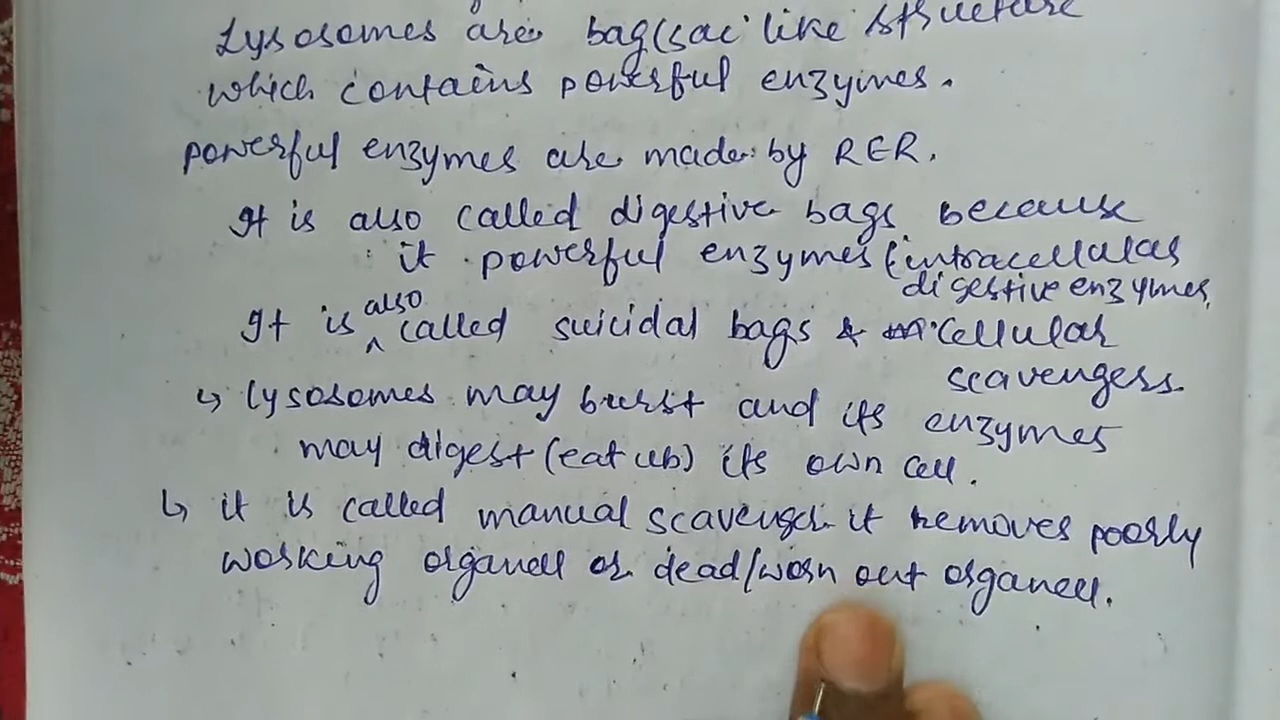 Lysosomes are bag(sac like structure
which contains powerful enzymes.
powerful enzymes are made by RER.
It is also called digestive bags because
it powerful enzymes (intracellular
digestive enzymes,
It is also called suicidal bags & cellular
scavengers
↳ lysosomes may burst and its enzymes
may digest (eat ub) its own cell.
↳ it is called manual scavenger it removes poorly
working organell or dead/worn out organell.